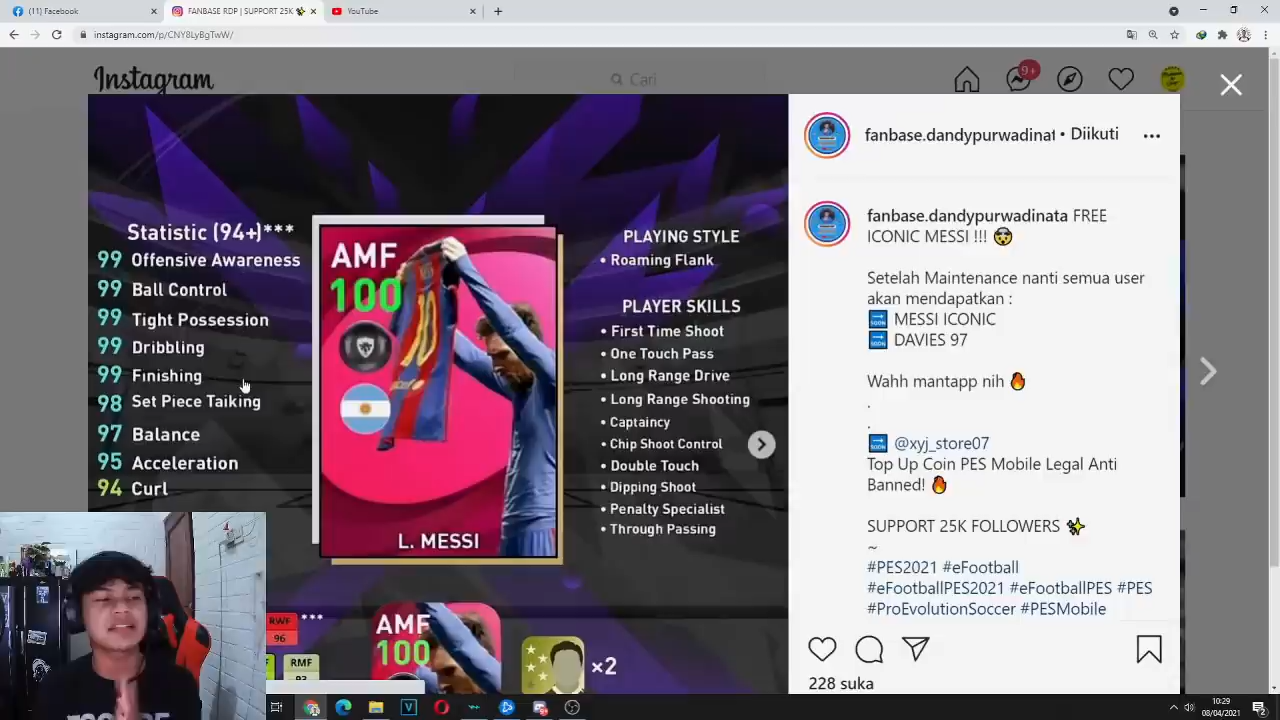 (11) Facebook
FANBASE RDP | SUPPORT 25K
YouTube
instagram.com/p/CNY8LyBgTwW/
Instagram
Cari
9+
fanbase.dandypurwadinat • Diikuti
Statistic (94+)***
99 Offensive Awareness
99 Ball Control
99 Tight Possession
99 Dribbling
99 Finishing
98 Set Piece Taiking
97 Balance
95 Acceleration
94 Curl
AMF
100
L. MESSI
PLAYING STYLE
• Roaming Flank
PLAYER SKILLS
• First Time Shoot
• One Touch Pass
• Long Range Drive
• Long Range Shooting
• Captaincy
• Chip Shoot Control
• Double Touch
• Dipping Shoot
• Penalty Specialist
• Through Passing
fanbase.dandypurwadinata FREE
ICONIC MESSI !!! 🤯
Setelah Maintenance nanti semua user
akan mendapatkan :
🔜 MESSI ICONIC
🔜 DAVIES 97
Wahh mantapp nih 🔥
.
.
🔜 @xyj_store07
Top Up Coin PES Mobile Legal Anti
Banned! 🔥
SUPPORT 25K FOLLOWERS ✨
~
#PES2021 #eFootball
#eFootballPES2021 #eFootballPES #PES
#ProEvolutionSoccer #PESMobile
228 suka
RWF ***
96
RMF
93
AMF
100
×2
10:29
08/04/2021